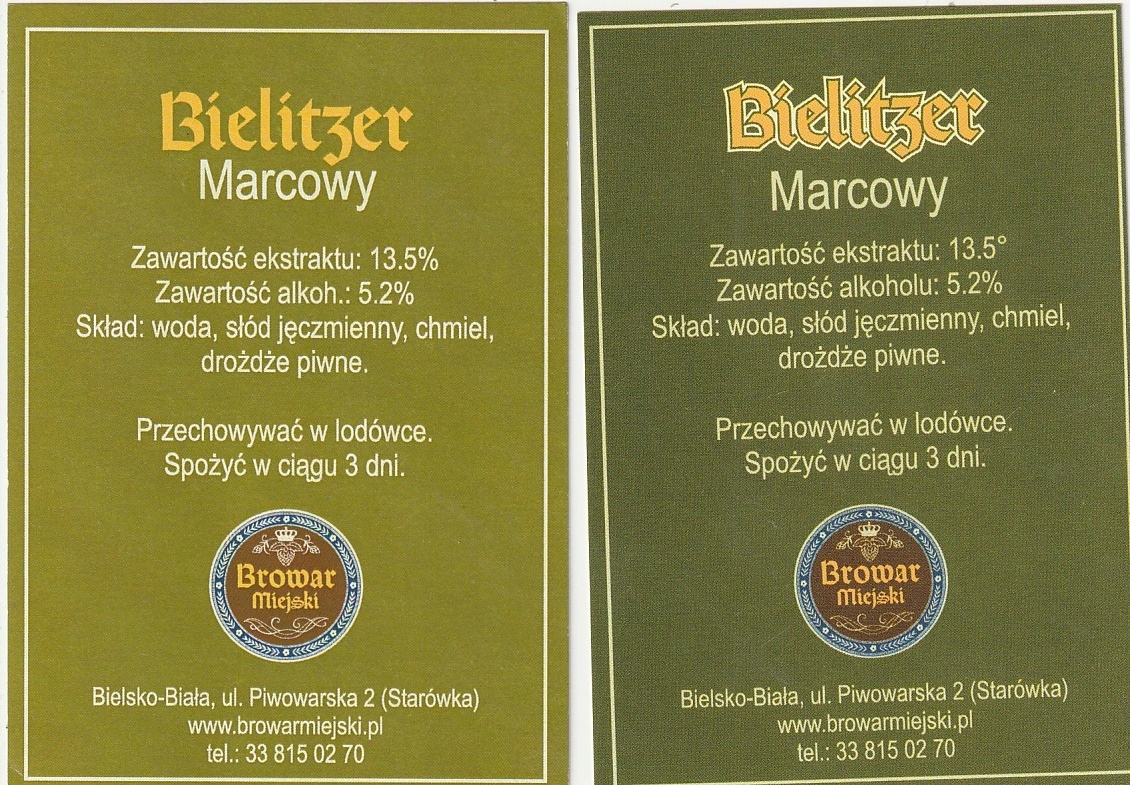 Bielitzer
Marcowy
Zawartość ekstraktu: 13.5%
Zawartość alkoh.: 5.2%
Skład: woda, słód jęczmienny, chmiel,
drożdże piwne.
Przechowywać w lodówce.
Spożyć w ciągu 3 dni.
Browar
Miejski
Bielsko-Biała, ul. Piwowarska 2 (Starówka)
www.browarmiejski.pl
tel.: 33 815 02 70
Bielitzer
Marcowy
Zawartość ekstraktu: 13.5°
Zawartość alkoholu: 5.2%
Skład: woda, słód jęczmienny, chmiel,
drożdże piwne.
Przechowywać w lodówce.
Spożyć w ciągu 3 dni.
Browar
Miejski
Bielsko-Biała, ul. Piwowarska 2 (Starówka)
www.browarmiejski.pl
tel.: 33 815 02 70